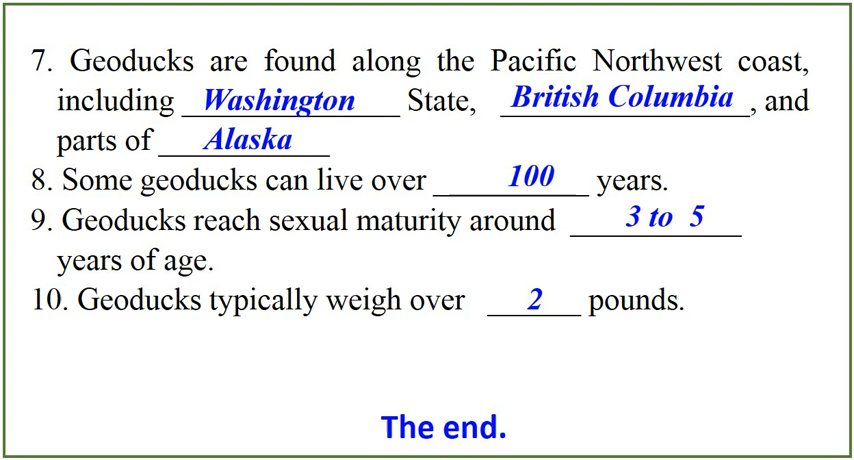 7. Geoducks are found along the Pacific Northwest coast,
including Washington State, British Columbia, and
parts of Alaska
8. Some geoducks can live over 100 years.
9. Geoducks reach sexual maturity around 3 to 5
years of age.
10. Geoducks typically weigh over 2 pounds.
The end.